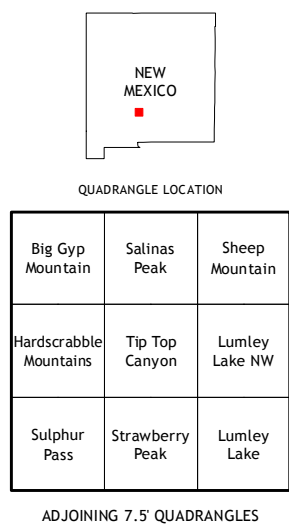 NEW
MEXICO
QUADRANGLE LOCATION
Big Gyp
Mountain
Salinas
Peak
Sheep
Mountain
Hardscrabble
Mountains
Tip Top
Canyon
Lumley
Lake NW
Sulphur
Pass
Strawberry
Peak
Lumley
Lake
ADJOINING 7.5' QUADRANGLES